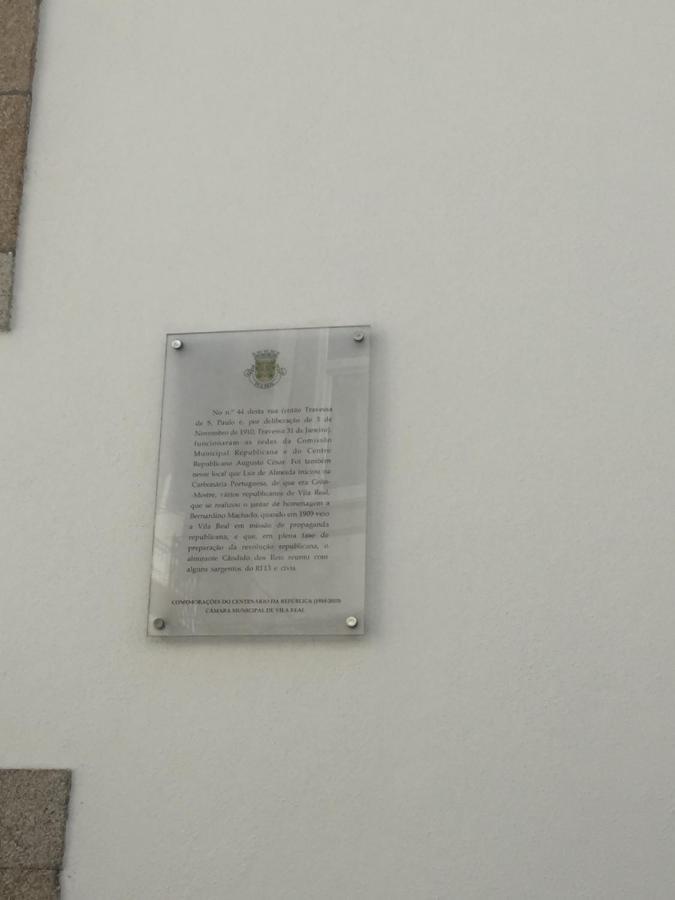 No n.º 44 desta rua (então Travessa
de S. Paulo e, por deliberação de 3 de
Novembro de 1910, Travessa 31 de Janeiro),
funcionaram as sedes da Comissão
Municipal Republicana e do Centro
Republicano Augusto César. Foi também
neste local que Luz de Almeida iniciou na
Carbonária Portuguesa, de que era Grão-
Mestre, vários republicanos de Vila Real,
que se realizou o jantar de homenagem a
Bernardino Machado, quando em 1909 veio
a Vila Real em missão de propaganda
republicana, e que, em plena fase de
preparação da revolução republicana, o
almirante Cândido dos Reis reuniu com
alguns sargentos do RI 13 e civis.
COMEMORAÇÕES DO CENTENÁRIO DA REPÚBLICA (1910-2010)
CÂMARA MUNICIPAL DE VILA REAL